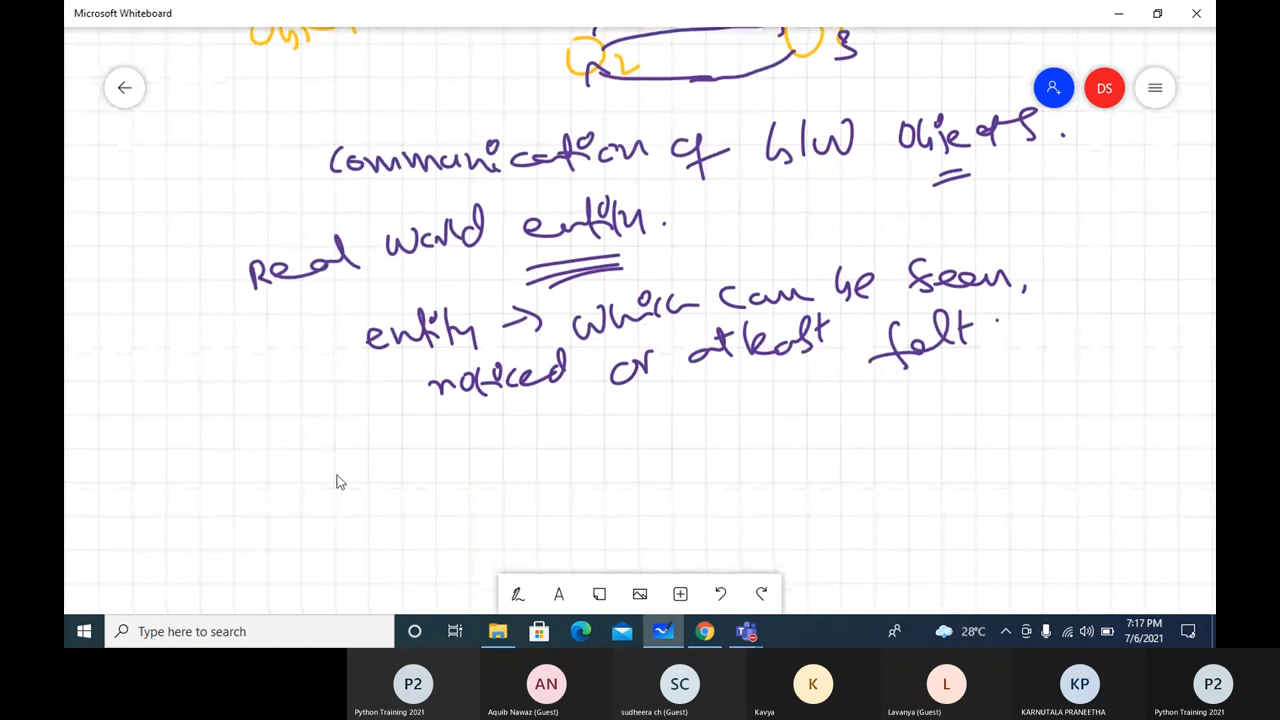 Microsoft Whiteboard
2
3
DS
Communication of b/w objects.
Real world entity.
entity → which can be seen,
noticed or atleast felt.
A
Type here to search
28°C
7:17 PM
7/6/2021
P2
AN
SC
K
L
KP
P2
Python Training 2021
Aquib Nawaz (Guest)
sudheera ch (Guest)
Kavya
Lavanya (Guest)
KARNUTALA PRANEETHA
Python Training 2021